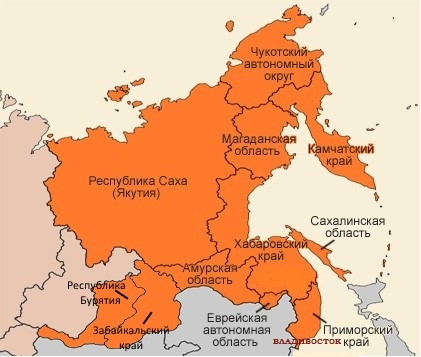 Чукотский
автономный
округ
Магаданская
область
Камчатский
край
Республика Саха
(Якутия)
Сахалинская
область
Хабаровский
край
Амурская
область
Республика
Бурятия
Забайкальский
край
Еврейская
автономная
область
ВЛАДИВОСТОК
Приморский
край